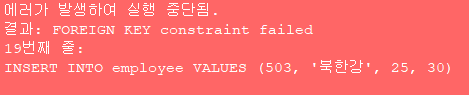 에러가 발생하여 실행 중단됨.
결과: FOREIGN KEY constraint failed
19번째 줄:
INSERT INTO employee VALUES (503, '북한강', 25, 30)